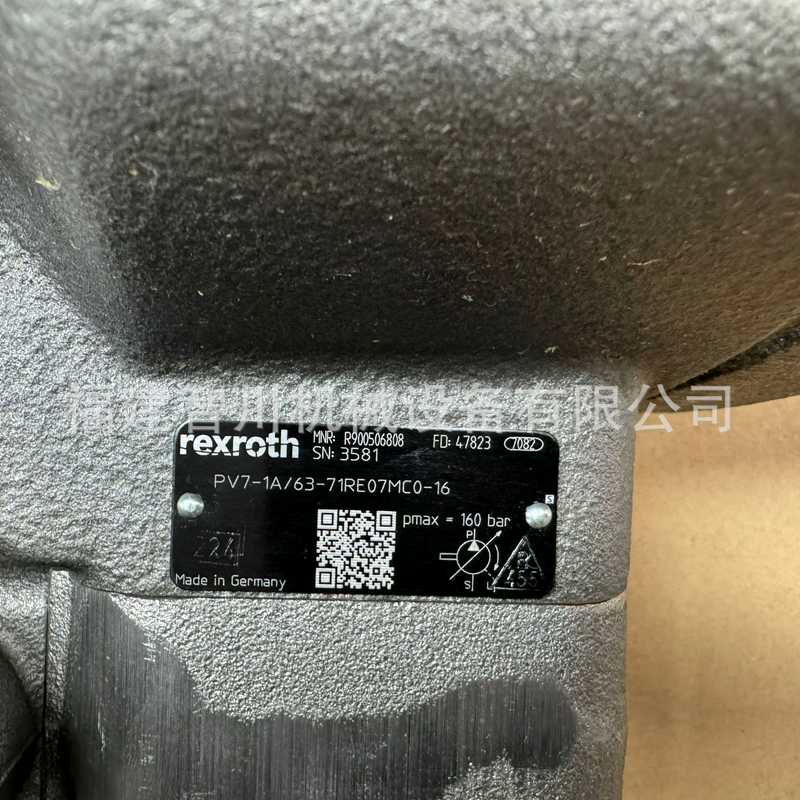 福建智川机械设备有限公司
rexroth MNR: R900506808 FD: 47823 7082
SN: 3581
PV7-1A/63-71RE07MC0-16
S
pmax = 160 bar
P
224
S L
455
Made in Germany